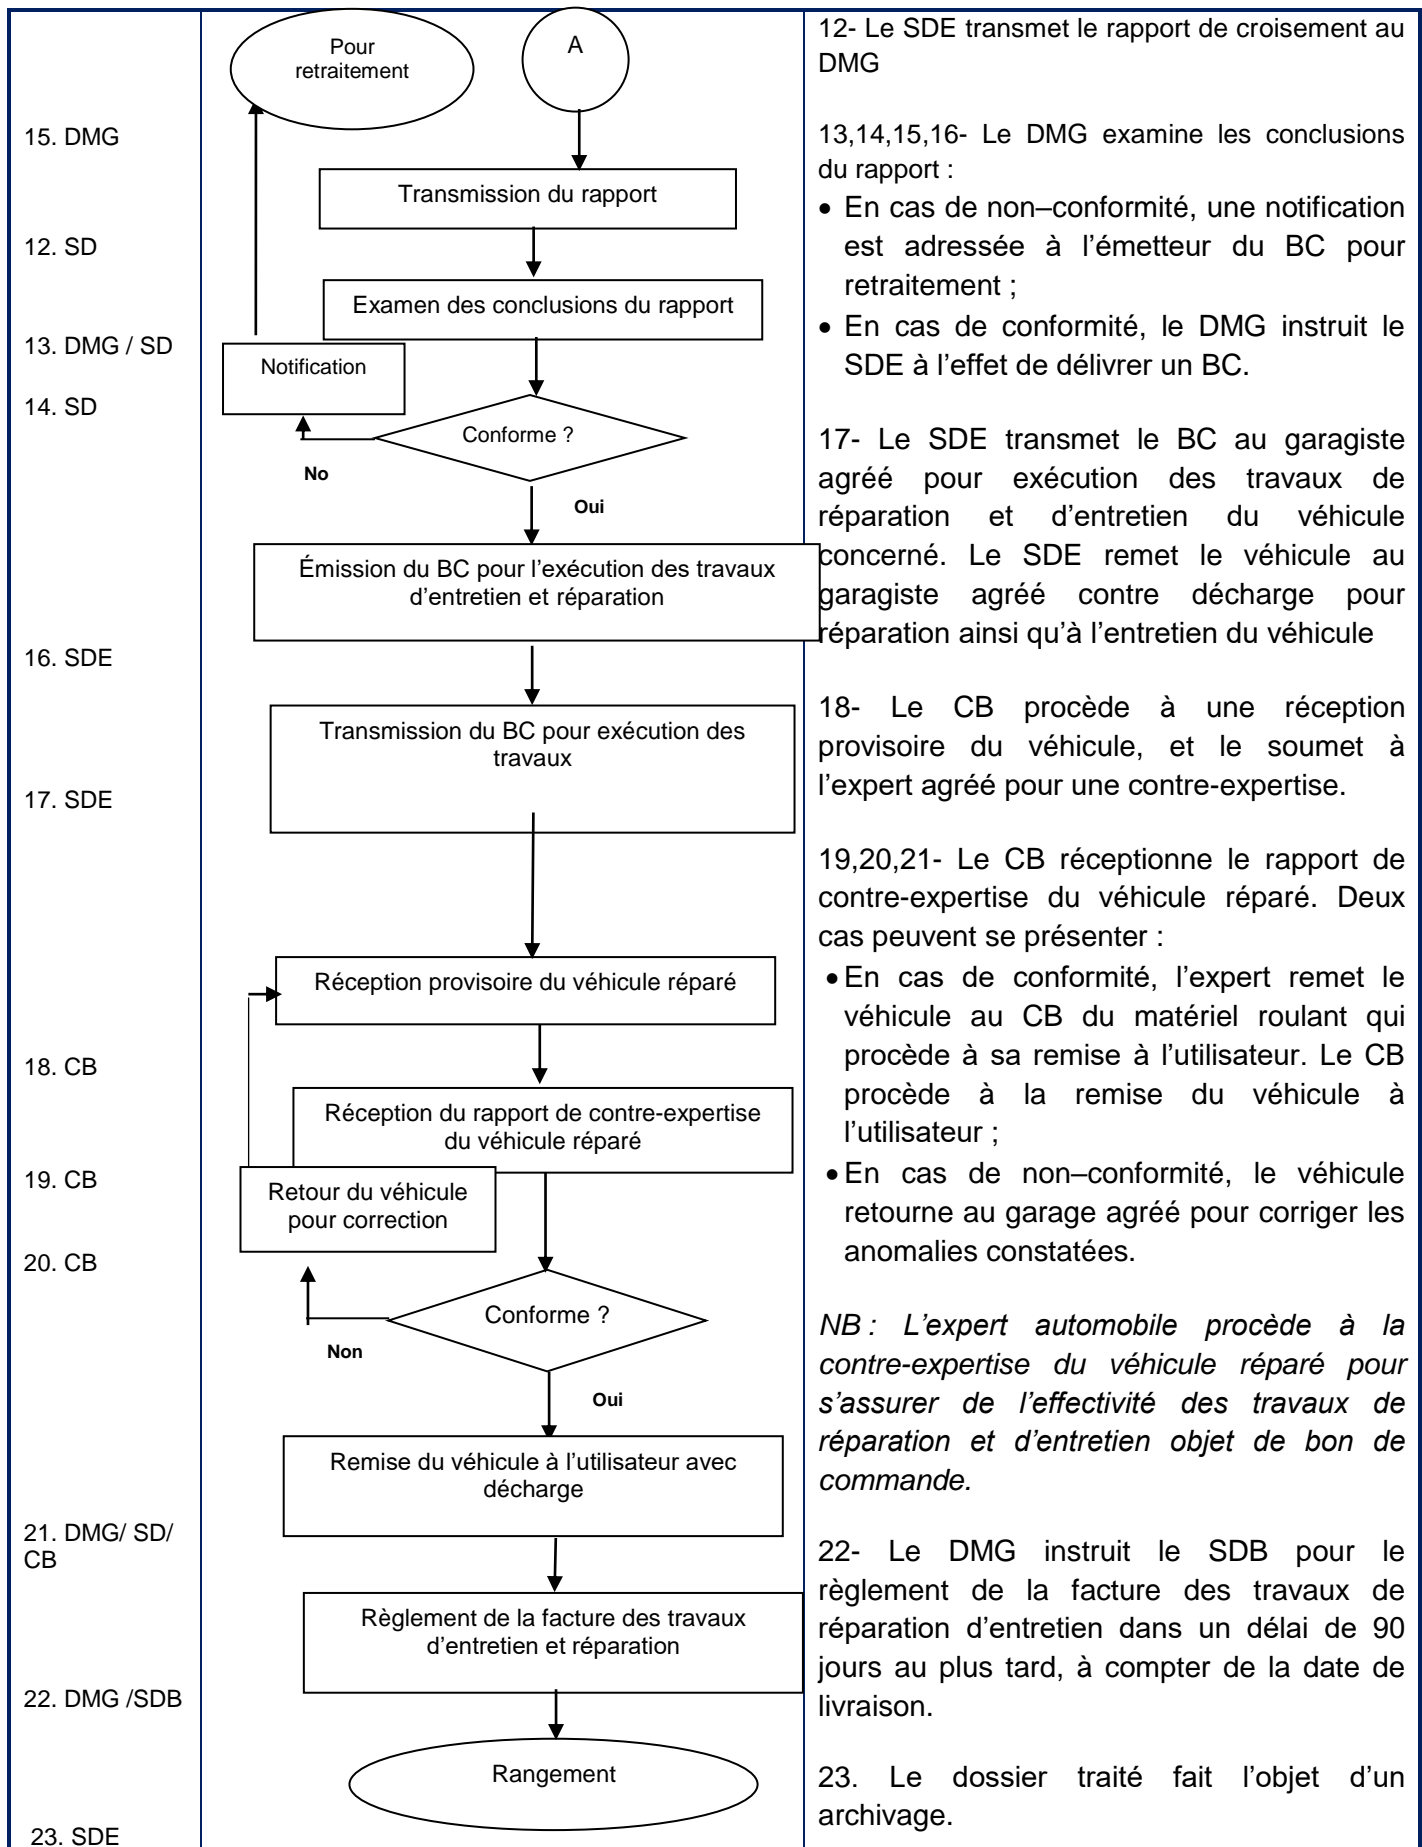 15. DMG
12. SD
13. DMG / SD
14. SD
16. SDE
17. SDE
18. CB
19. CB
20. CB
21. DMG/ SD/
CB
22. DMG /SDB
23. SDE
Pour
retraitement
A
Transmission du rapport
Examen des conclusions du rapport
Notification
Conforme ?
No
Oui
Émission du BC pour l’exécution des travaux
d’entretien et réparation
Transmission du BC pour exécution des
travaux
Réception provisoire du véhicule réparé
Réception du rapport de contre-expertise
du véhicule réparé
Retour du véhicule
pour correction
Conforme ?
Non
Oui
Remise du véhicule à l’utilisateur avec
décharge
Règlement de la facture des travaux
d’entretien et réparation
Rangement
12- Le SDE transmet le rapport de croisement au
DMG
13,14,15,16- Le DMG examine les conclusions
du rapport :
• En cas de non–conformité, une notification
est adressée à l’émetteur du BC pour
retraitement ;
• En cas de conformité, le DMG instruit le
SDE à l’effet de délivrer un BC.
17- Le SDE transmet le BC au garagiste
agréé pour exécution des travaux de
réparation et d’entretien du véhicule
concerné. Le SDE remet le véhicule au
garagiste agréé contre décharge pour
réparation ainsi qu’à l’entretien du véhicule
18- Le CB procède à une réception
provisoire du véhicule, et le soumet à
l’expert agréé pour une contre-expertise.
19,20,21- Le CB réceptionne le rapport de
contre-expertise du véhicule réparé. Deux
cas peuvent se présenter :
• En cas de conformité, l’expert remet le
véhicule au CB du matériel roulant qui
procède à sa remise à l’utilisateur. Le CB
procède à la remise du véhicule à
l’utilisateur ;
• En cas de non–conformité, le véhicule
retourne au garage agréé pour corriger les
anomalies constatées.
NB : L’expert automobile procède à la
contre-expertise du véhicule réparé pour
s’assurer de l’effectivité des travaux de
réparation et d’entretien objet de bon de
commande.
22- Le DMG instruit le SDB pour le
règlement de la facture des travaux de
réparation d’entretien dans un délai de 90
jours au plus tard, à compter de la date de
livraison.
23. Le dossier traité fait l’objet d’un
archivage.